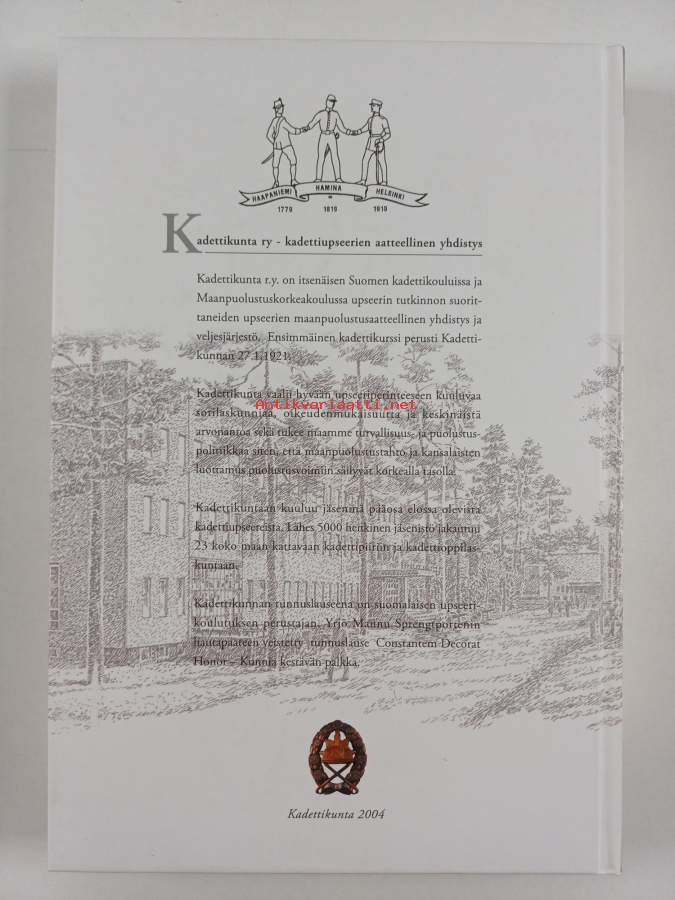 HAAPANIEMI HAMINA HELSINKI
1779 1819 1919
Kadettikunta ry - kadettiupseerien aatteellinen yhdistys
Kadettikunta r.y. on itsenäisen Suomen kadettikouluissa ja
Maanpuolustuskorkeakoulussa upseerin tutkinnon suorit-
taneiden upseerien maanpuolustusaatteellinen yhdistys ja
veljesjärjestö. Ensimmäinen kadettikurssi perusti Kadetti-
kunnan 27.1.1921.
Kadettikunta vaalii hyvään upseeriperinteeseen kuuluvaa
Antikvariaatti.net
sotilaskuntoa, oikeudenmukaisuutta ja keskinäistä
arvonantoa sekä tukee maamme turvallisuus- ja puolustus-
politiikkaa siten, että maanpuolustustahto ja kansalaisten
luottamus puolustusvoimiin säilyvät korkealla tasolla.
Kadettikuntaan kuuluu jäseninä pääosa elossa olevista
kadettiupseereista. Lähes 5000 henkinen jäsenistö jakautuu
23 koko maan kattavaan kadettipiiriin ja kadettioppilas-
kuntaan.
Kadettikunnan tunnuslauseena on suomalaisen upseeri-
koulutuksen perustajan, Yrjö Maunu Sprengtportenin
hautapaateen veistetty tunnuslause Constantem Decorat
Honor – Kunnia kestävän palkka.
Kadettikunta 2004